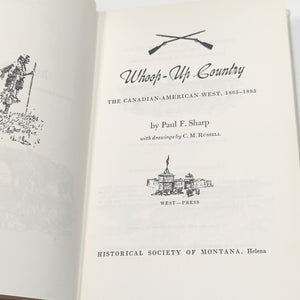 Whoop-Up Country
THE CANADIAN-AMERICAN WEST, 1865-1885
by Paul F. Sharp
with drawings by C. M. RUSSELL
WEST—PRESS
HISTORICAL SOCIETY OF MONTANA, Helena